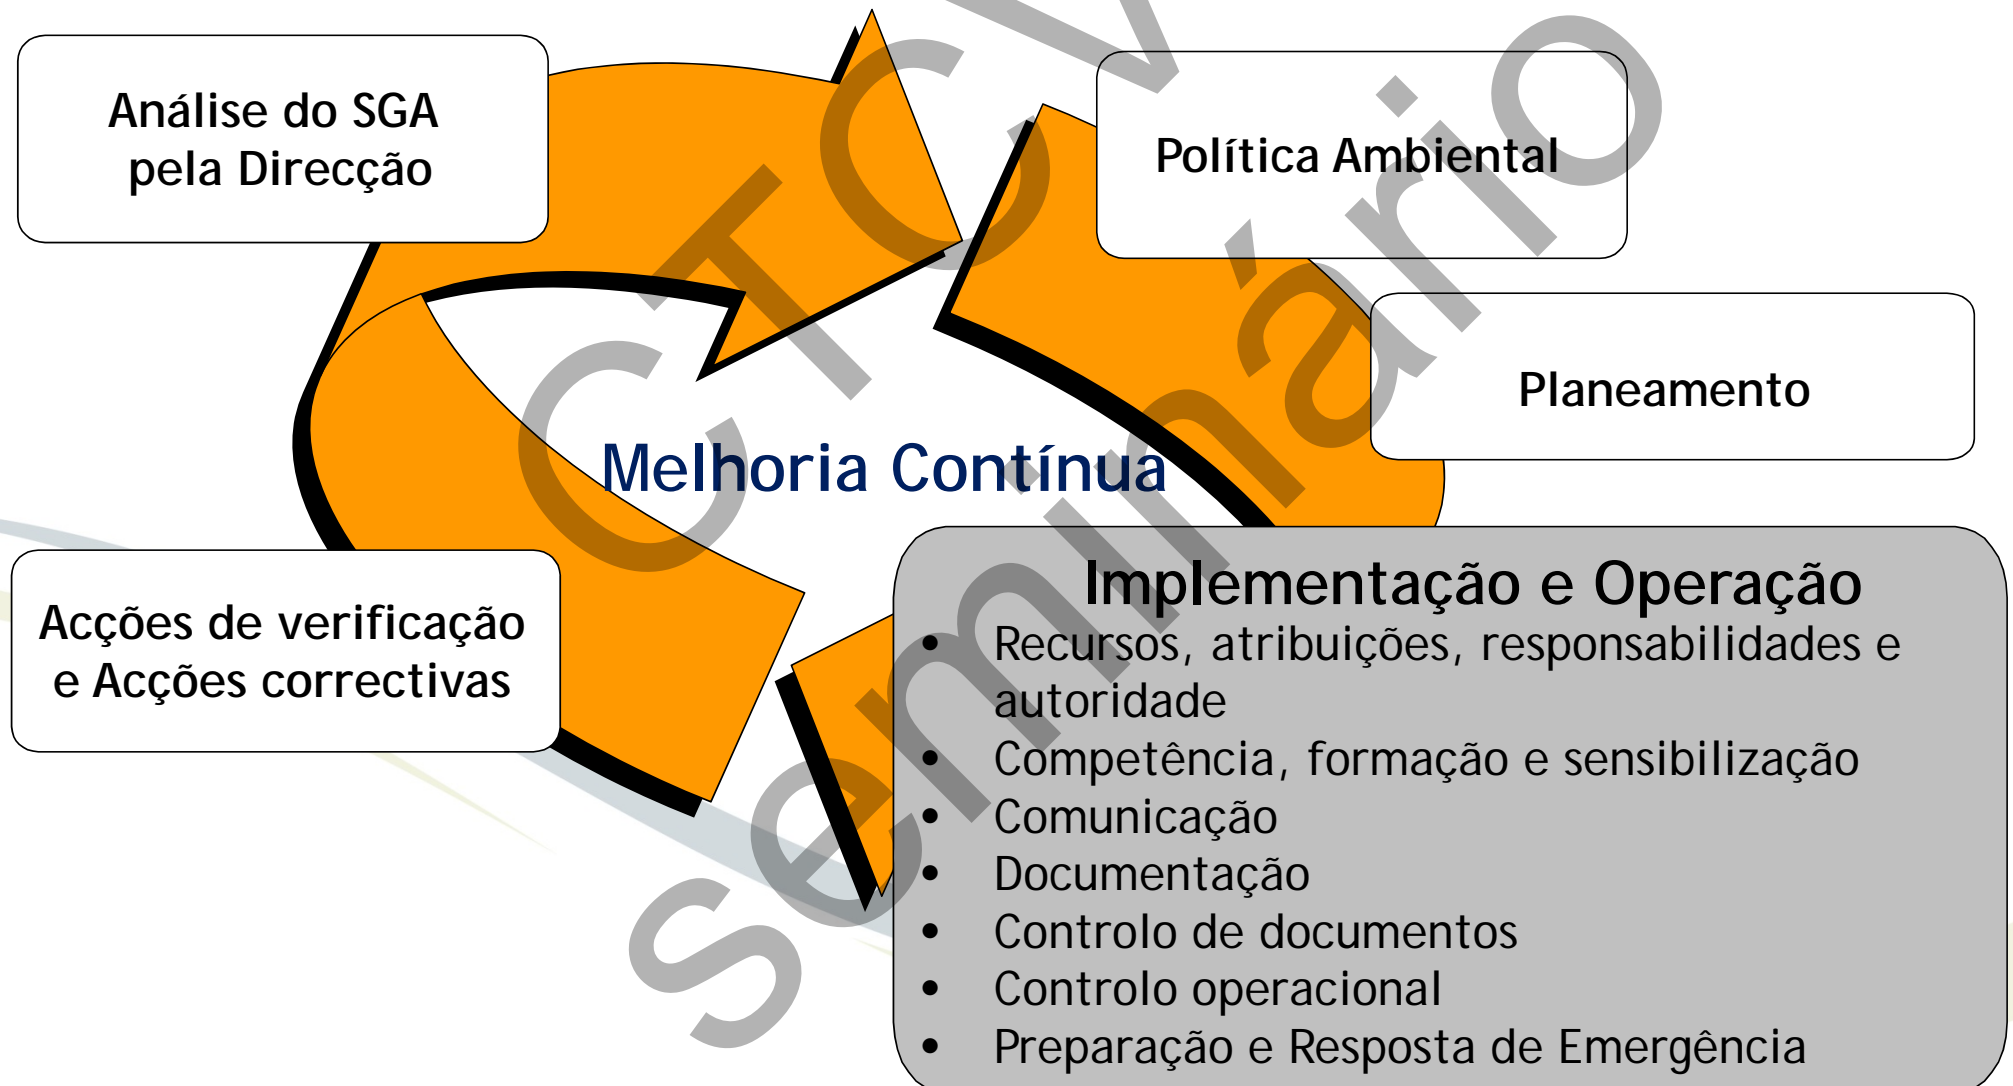 Análise do SGA
pela Direcção
Política Ambiental
Planeamento
Melhoria Contínua
Acções de verificação
e Acções correctivas
Implementação e Operação
• Recursos, atribuições, responsabilidades e
autoridade
• Competência, formação e sensibilização
• Comunicação
• Documentação
• Controlo de documentos
• Controlo operacional
• Preparação e Resposta de Emergência
CTCV
seminário